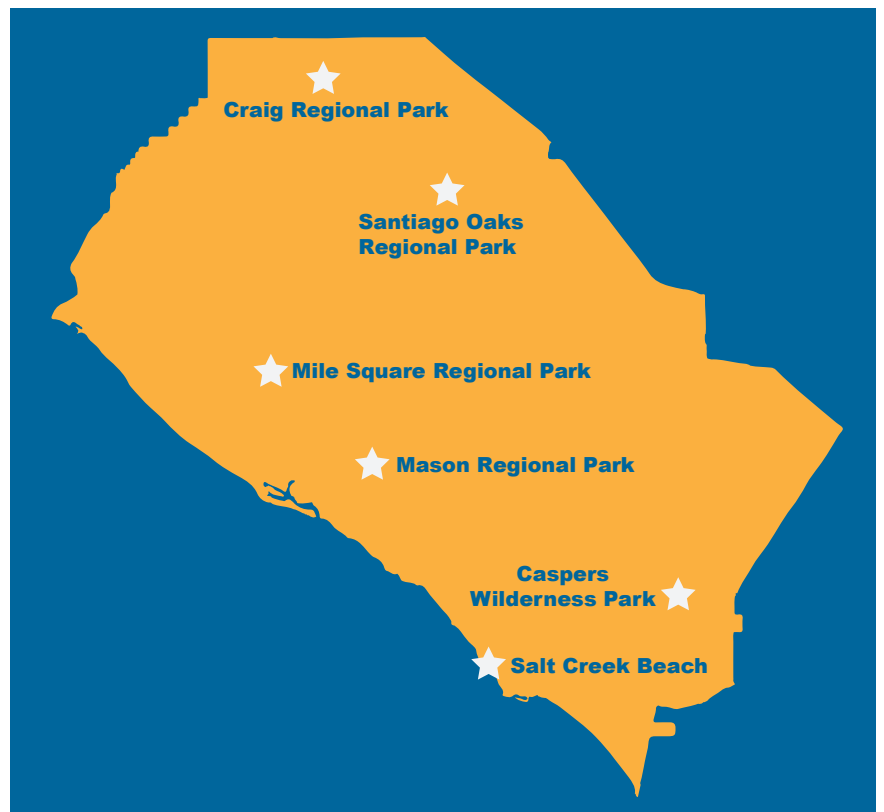 Craig Regional Park
Santiago Oaks
Regional Park
Mile Square Regional Park
Mason Regional Park
Caspers
Wilderness Park
Salt Creek Beach